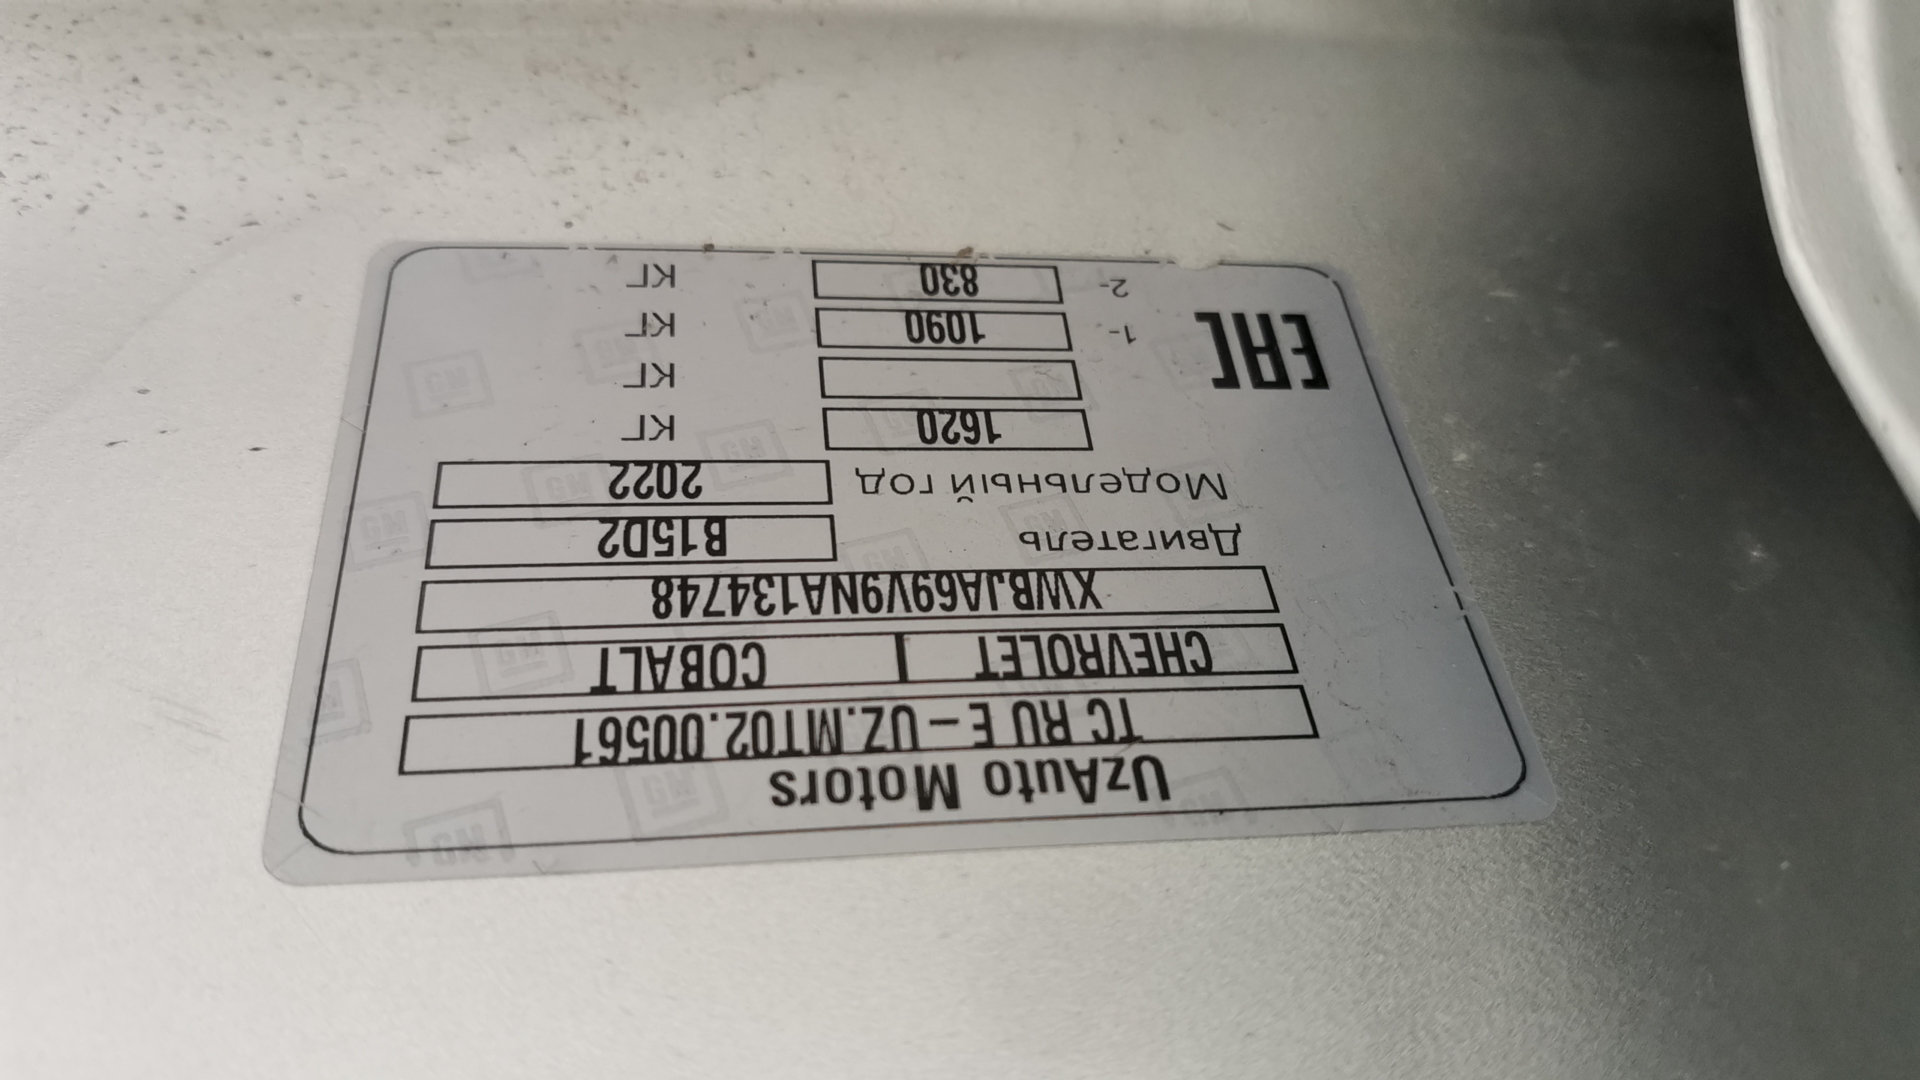 UzAuto Motors
TC RU E – UZ.MT02.00561
CHEVROLET | COBALT
XWBJA69V9NA134748
Двигатель B15D2
Модельный год 2022
1620 кг
кг
EAC 1- 1090 кг
2- 830 кг